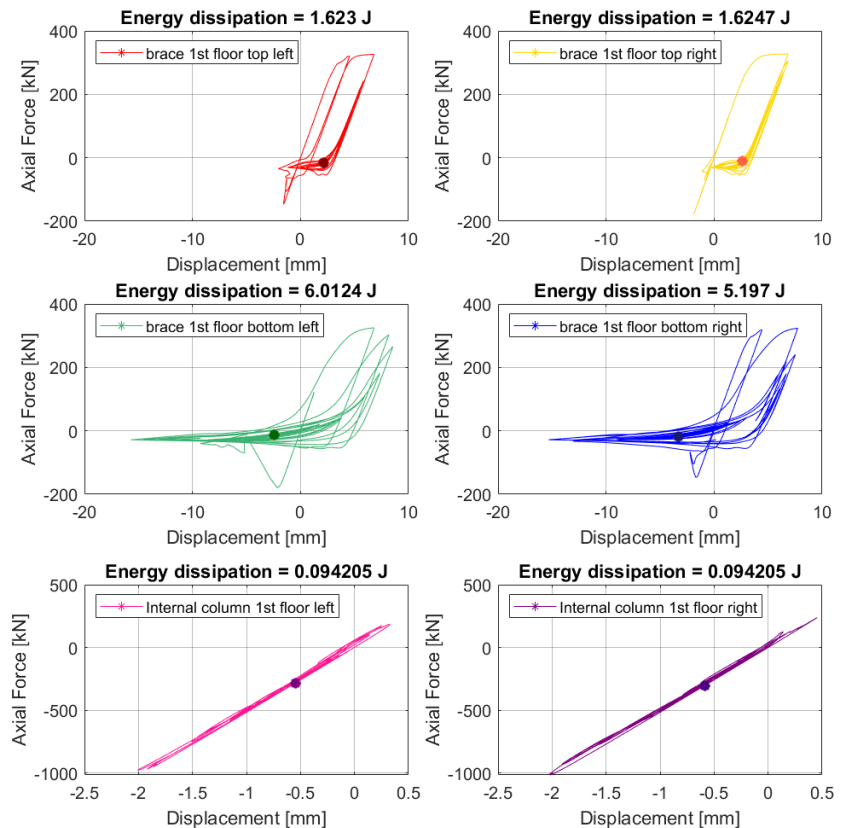 Energy dissipation = 1.623 J
400
200
0
-200
Axial Force [kN]
brace 1st floor top left
-20
-10
0
10
Displacement [mm]
Energy dissipation = 1.6247 J
400
200
0
-200
Axial Force [kN]
brace 1st floor top right
-20
-10
0
10
Displacement [mm]
Energy dissipation = 6.0124 J
400
200
0
-200
Axial Force [kN]
brace 1st floor bottom left
-20
-10
0
10
Displacement [mm]
Energy dissipation = 5.197 J
400
200
0
-200
Axial Force [kN]
brace 1st floor bottom right
-20
-10
0
10
Displacement [mm]
Energy dissipation = 0.094205 J
500
0
-500
-1000
Axial Force [kN]
Internal column 1st floor left
-2.5
-2
-1.5
-1
-0.5
0
0.5
Displacement [mm]
Energy dissipation = 0.094205 J
500
0
-500
-1000
Axial Force [kN]
Internal column 1st floor right
-2.5
-2
-1.5
-1
-0.5
0
0.5
Displacement [mm]